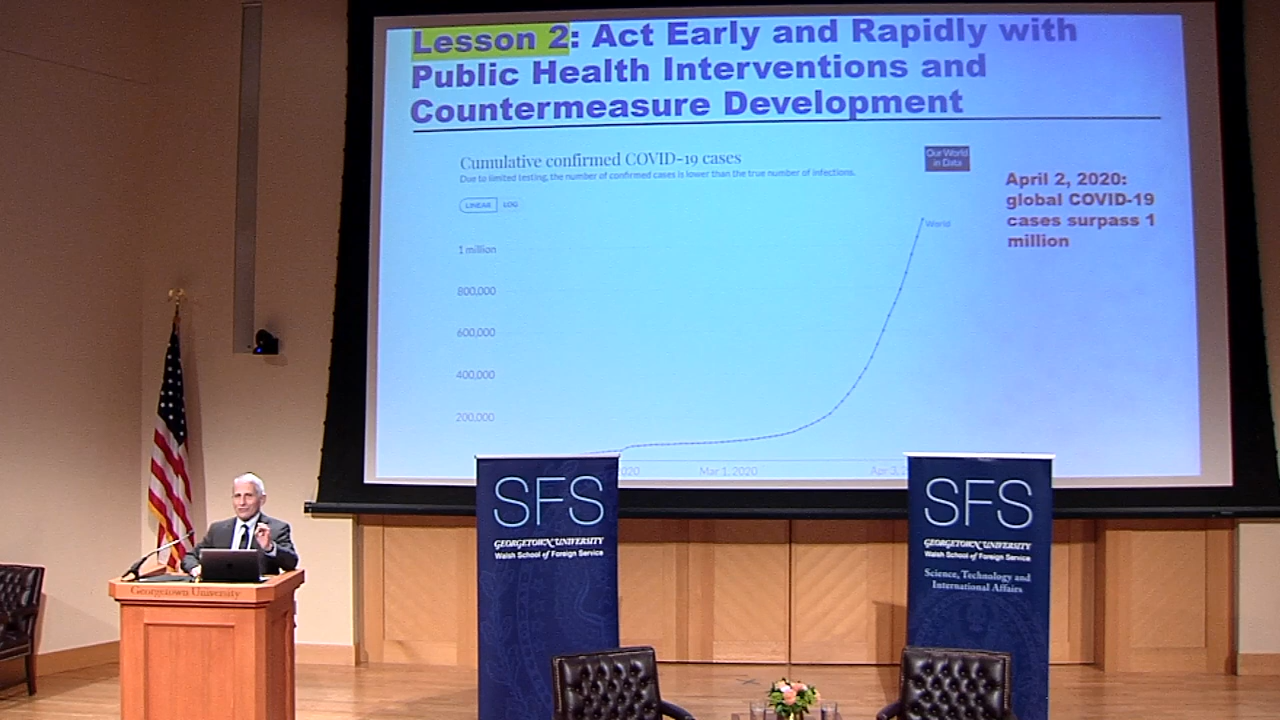 Lesson 2: Act Early and Rapidly with
Public Health Interventions and
Countermeasure Development
Cumulative confirmed COVID-19 cases
Due to limited testing, the number of confirmed cases is lower than the true number of infections.
Our World
in Data
LINEAR LOG
April 2, 2020:
global COVID-19
cases surpass 1
million
World
1 million
800,000
600,000
400,000
200,000
2020 Mar 1, 2020 Apr
SFS
GEORGETOWN UNIVERSITY
Walsh School of Foreign Service
SFS
GEORGETOWN UNIVERSITY
Walsh School of Foreign Service
Science, Technology and
International Affairs
Georgetown University